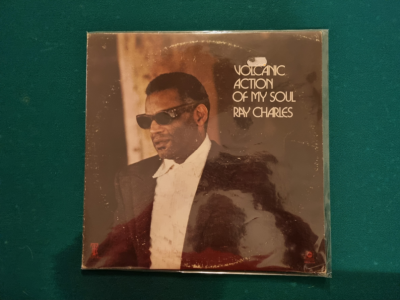 VOLCANIC
ACTION
OF MY SOUL
RAY CHARLES